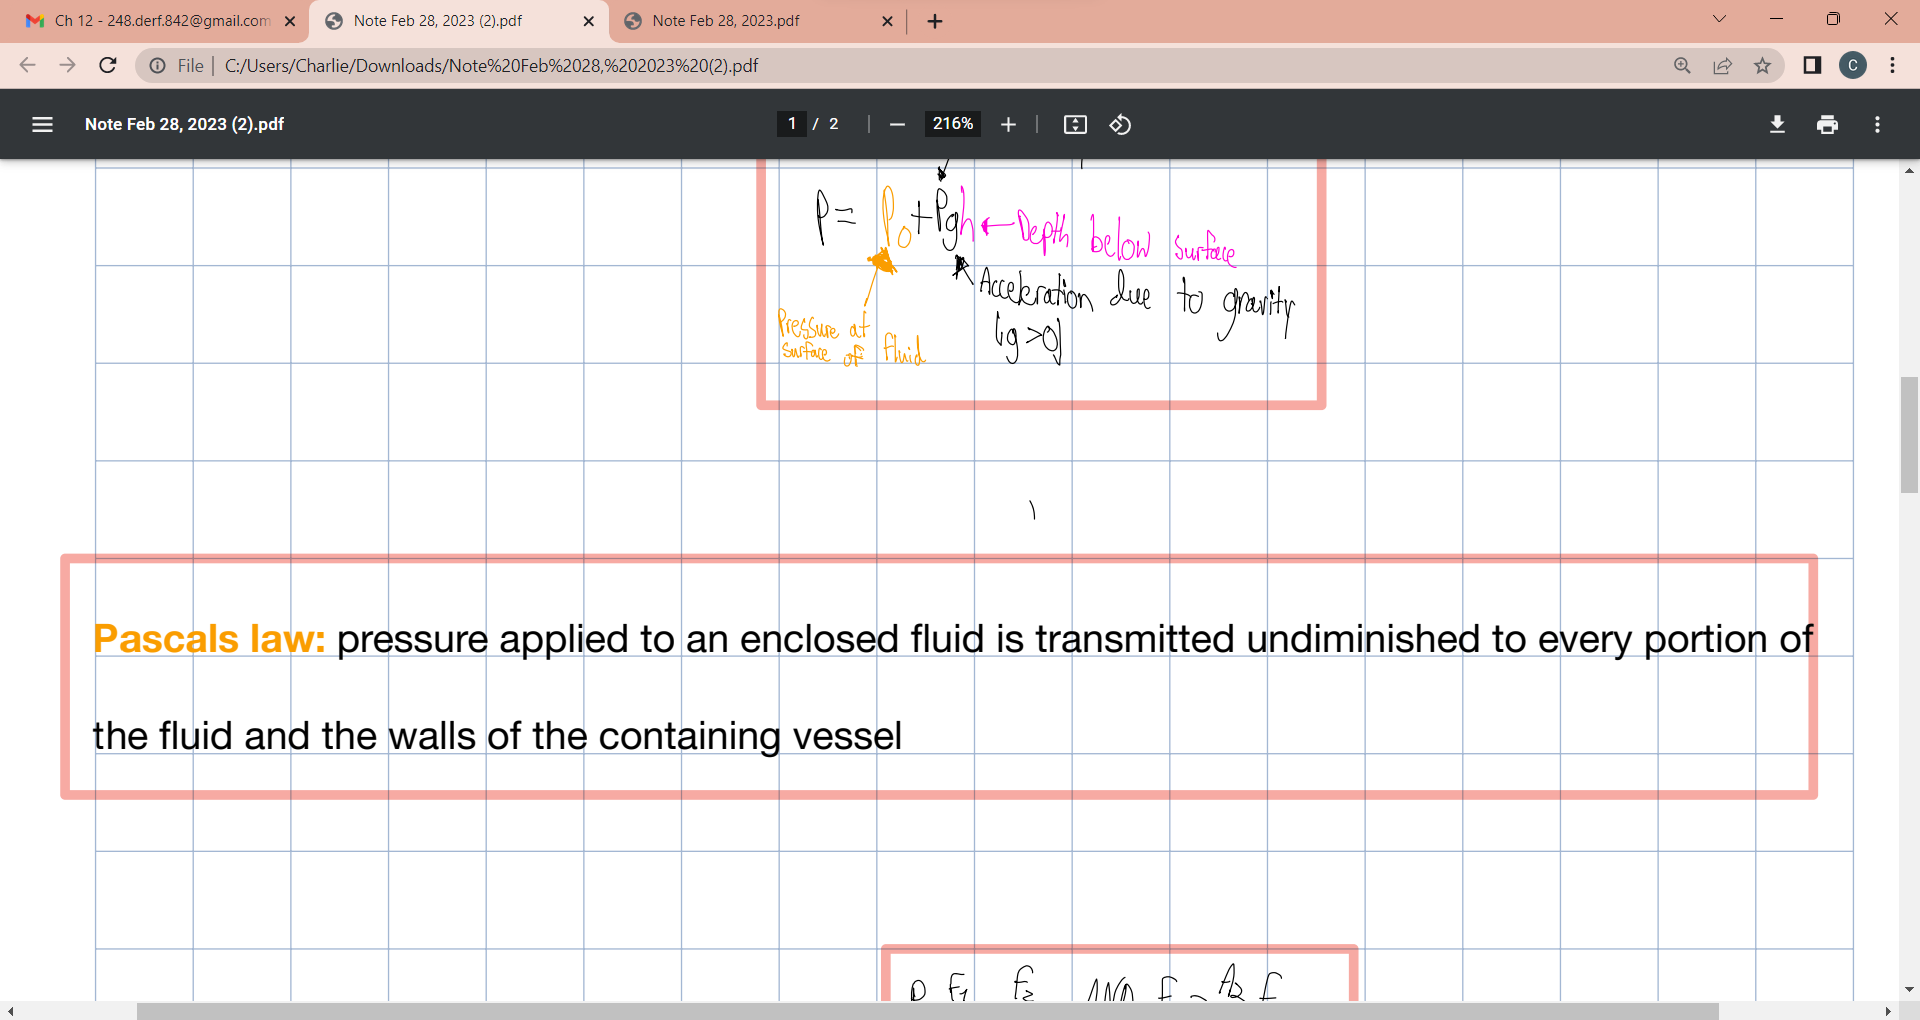 Ch 12 - 248.derf.842@gmail.com
Note Feb 28, 2023 (2).pdf
Note Feb 28, 2023.pdf
File | C:/Users/Charlie/Downloads/Note%20Feb%2028,%202023%20(2).pdf
C
Note Feb 28, 2023 (2).pdf
1 / 2
216%
P = P₀ + Pgh ← Depth below surface
Acceleration due to gravity
(g>0)
Pressure at
surface of fluid
Pascals law: pressure applied to an enclosed fluid is transmitted undiminished to every portion of
the fluid and the walls of the containing vessel